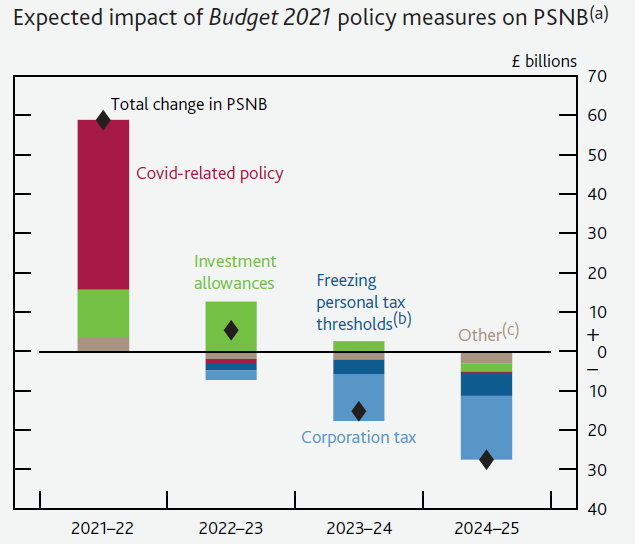 Expected impact of Budget 2021 policy measures on PSNB(a)
£ billions
70
Total change in PSNB
60
50
Covid-related policy
40
30
Investment
allowances
20
Freezing
personal tax
thresholds(b)
10
Other(c)
+
0
–
10
Corporation tax
20
30
40
2021–22
2022–23
2023–24
2024–25